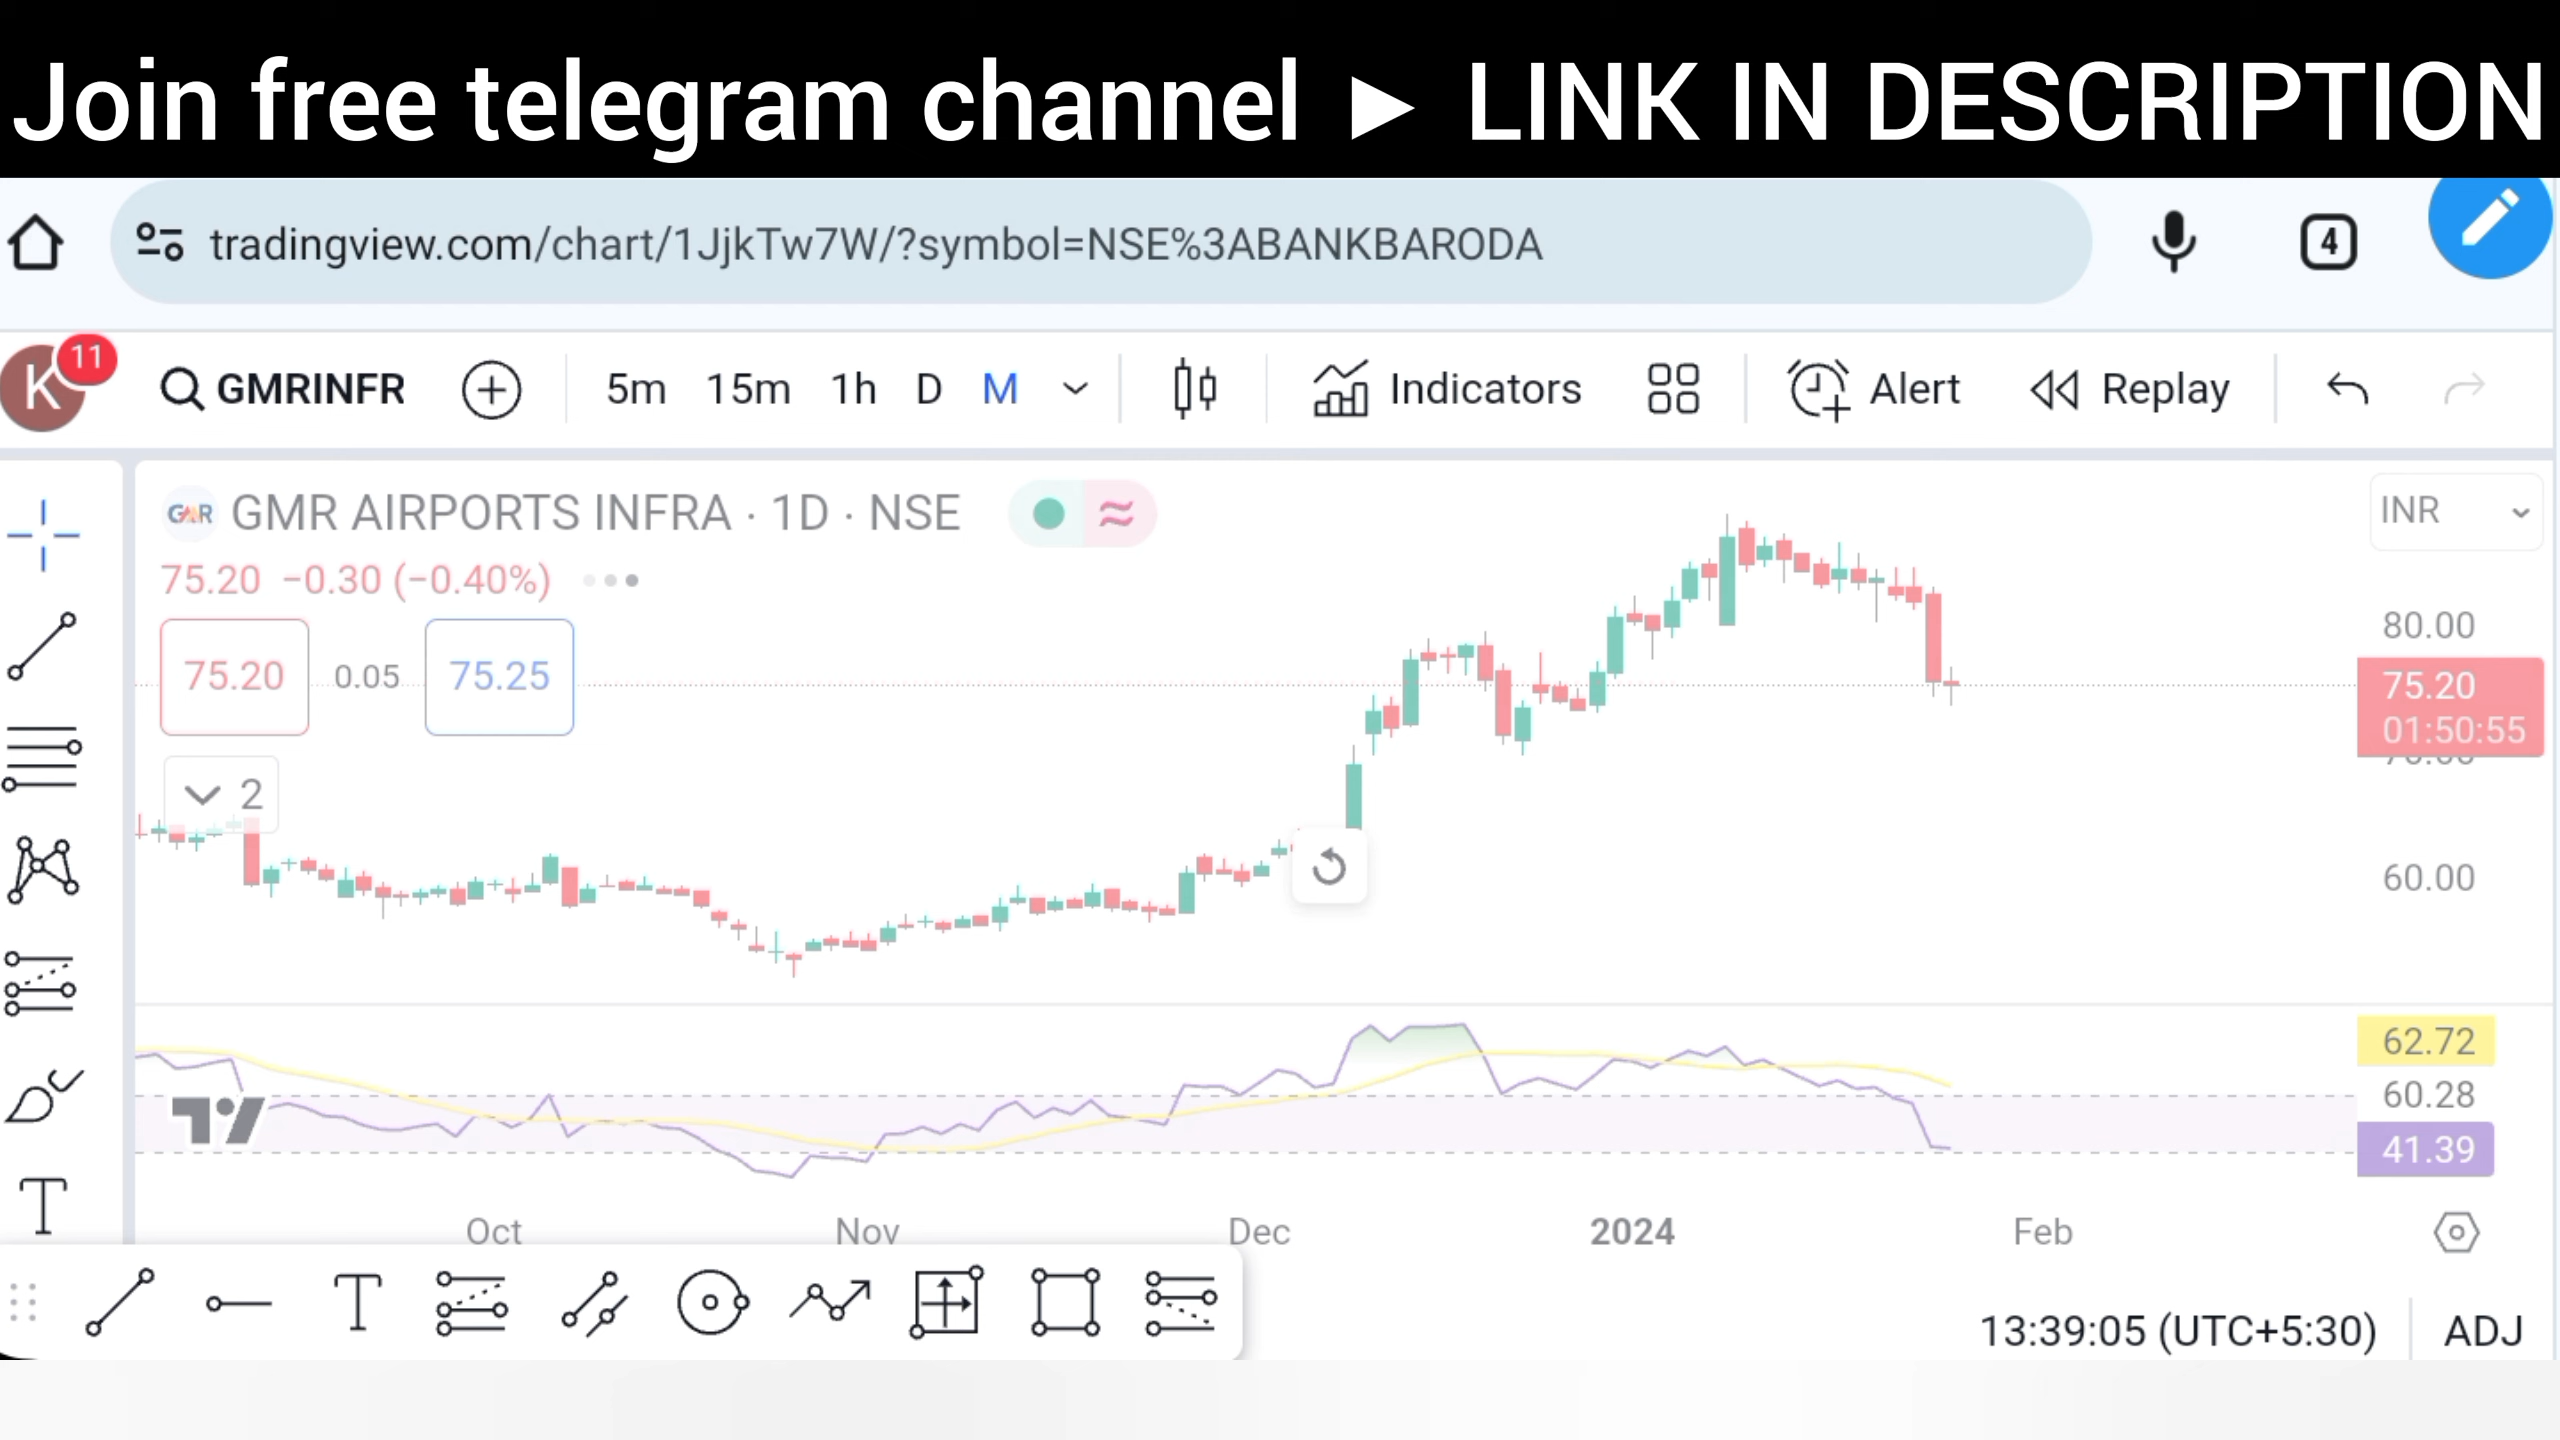 Join free telegram channel ► LINK IN DESCRIPTION
tradingview.com/chart/1JjkTw7W/?symbol=NSE%3ABANKBARODA
4
K 11
GMRINFR 5m 15m 1h D M Indicators Alert Replay
GMR GMR AIRPORTS INFRA · 1D · NSE
INR
75.20 −0.30 (−0.40%)
75.20 0.05 75.25
80.00
75.20
01:50:55
2
60.00
62.72
60.28
41.39
Oct Nov Dec 2024 Feb
13:39:05 (UTC+5:30) ADJ